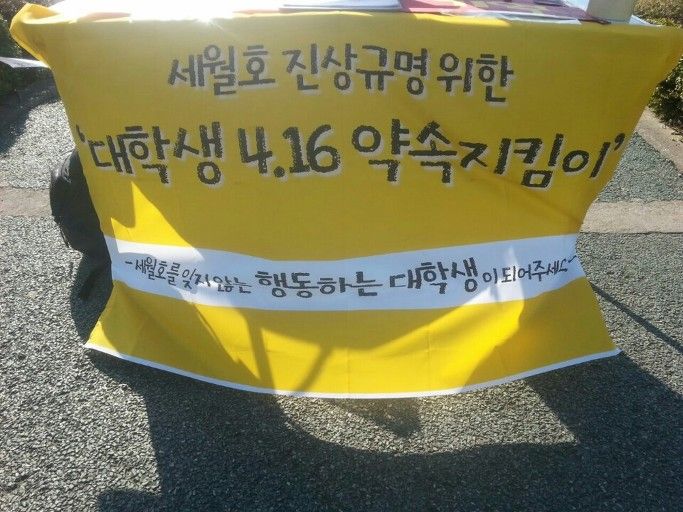 세월호 진상규명 위한
'대학생 4.16 약속지킴이'
- 세월호를 잊지 않는 행동하는 대학생이 되어주세요